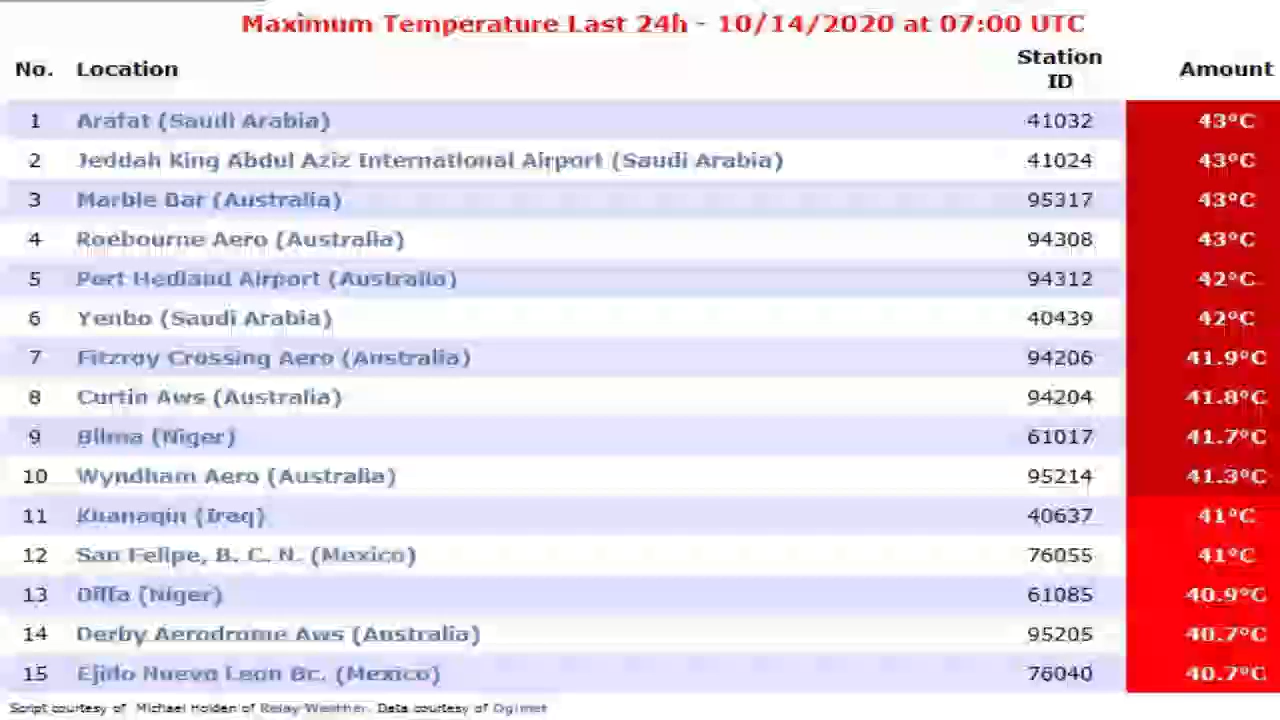 Maximum Temperature Last 24h - 10/14/2020 at 07:00 UTC
No. Location Station ID Amount
1 Arafat (Saudi Arabia) 41032 43°C
2 Jeddah King Abdul Aziz International Airport (Saudi Arabia) 41024 43°C
3 Marble Bar (Australia) 95317 43°C
4 Roebourne Aero (Australia) 94308 43°C
5 Port Hedland Airport (Australia) 94312 42°C
6 Yenbo (Saudi Arabia) 40439 42°C
7 Fitzroy Crossing Aero (Australia) 94206 41.9°C
8 Curtin Aws (Australia) 94204 41.8°C
9 Bilma (Niger) 61017 41.7°C
10 Wyndham Aero (Australia) 95214 41.3°C
11 Khanaqin (Iraq) 40637 41°C
12 San Felipe, B. C. N. (Mexico) 76055 41°C
13 Diffa (Niger) 61085 40.9°C
14 Derby Aerodrome Aws (Australia) 95205 40.7°C
15 Ejido Nuevo Leon Bc. (Mexico) 76040 40.7°C
Script courtesy of Michael Holden of Relay Weather. Data courtesy of Ogimet